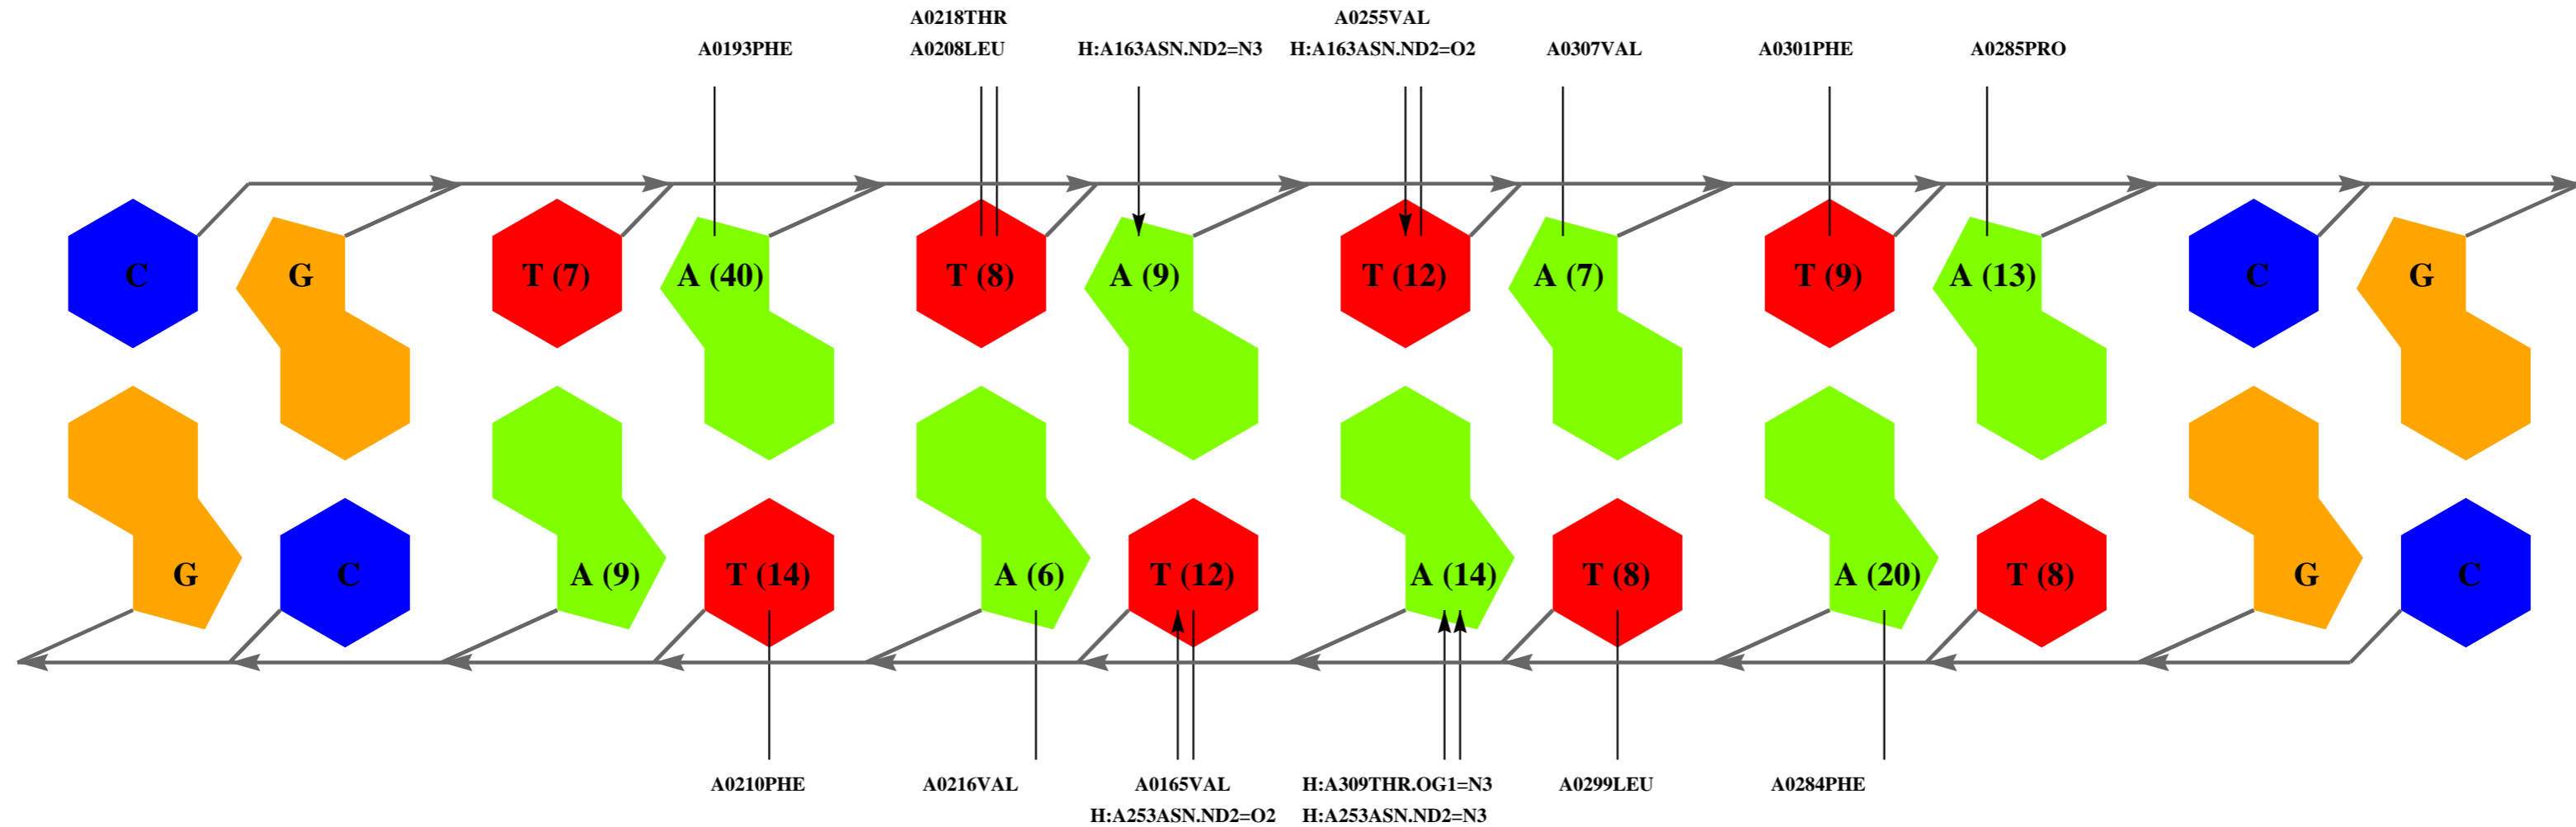 A0218THR
A0255VAL
A0193PHE
A0208LEU
H:A163ASN.ND2=N3
H:A163ASN.ND2=O2
A0307VAL
A0301PHE
A0285PRO
C
G
T (7)
A (40)
T (8)
A (9)
T (12)
A (7)
T (9)
A (13)
C
G
G
C
A (9)
T (14)
A (6)
T (12)
A (14)
T (8)
A (20)
T (8)
G
C
A0210PHE
A0216VAL
A0165VAL
H:A309THR.OG1=N3
A0299LEU
A0284PHE
H:A253ASN.ND2=O2
H:A253ASN.ND2=N3